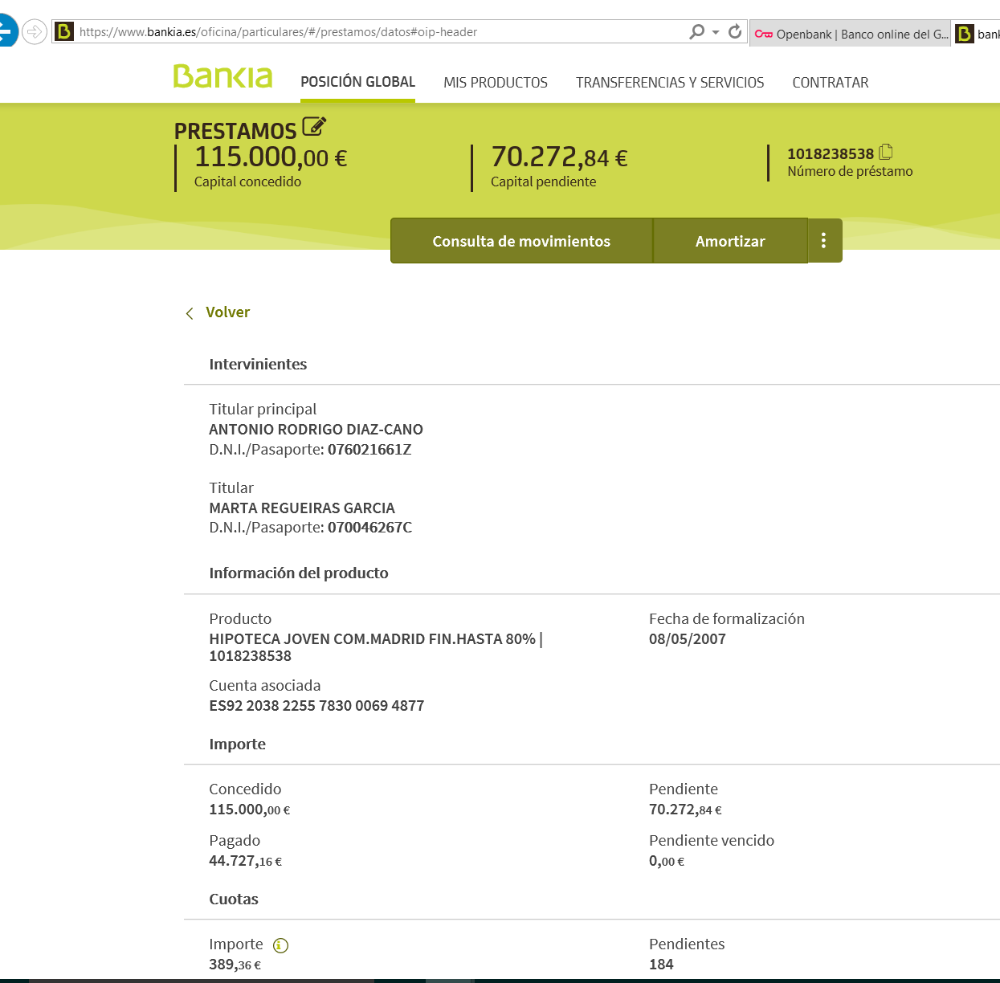 https://www.bankia.es/oficina/particulares/#/prestamos/datos#oip-header
Openbank | Banco online del G...
bank
Bankia
POSICIÓN GLOBAL
MIS PRODUCTOS
TRANSFERENCIAS Y SERVICIOS
CONTRATAR
PRESTAMOS
115.000,00 €
Capital concedido
70.272,84 €
Capital pendiente
1018238538
Número de préstamo
Consulta de movimientos
Amortizar
Volver
Intervinientes
Titular principal
ANTONIO RODRIGO DIAZ-CANO
D.N.I./Pasaporte: 076021661Z
Titular
MARTA REGUEIRAS GARCIA
D.N.I./Pasaporte: 070046267C
Información del producto
Producto
HIPOTECA JOVEN COM.MADRID FIN.HASTA 80% |
1018238538
Fecha de formalización
08/05/2007
Cuenta asociada
ES92 2038 2255 7830 0069 4877
Importe
Concedido
115.000,00 €
Pendiente
70.272,84 €
Pagado
44.727,16 €
Pendiente vencido
0,00 €
Cuotas
Importe
389,36 €
Pendientes
184